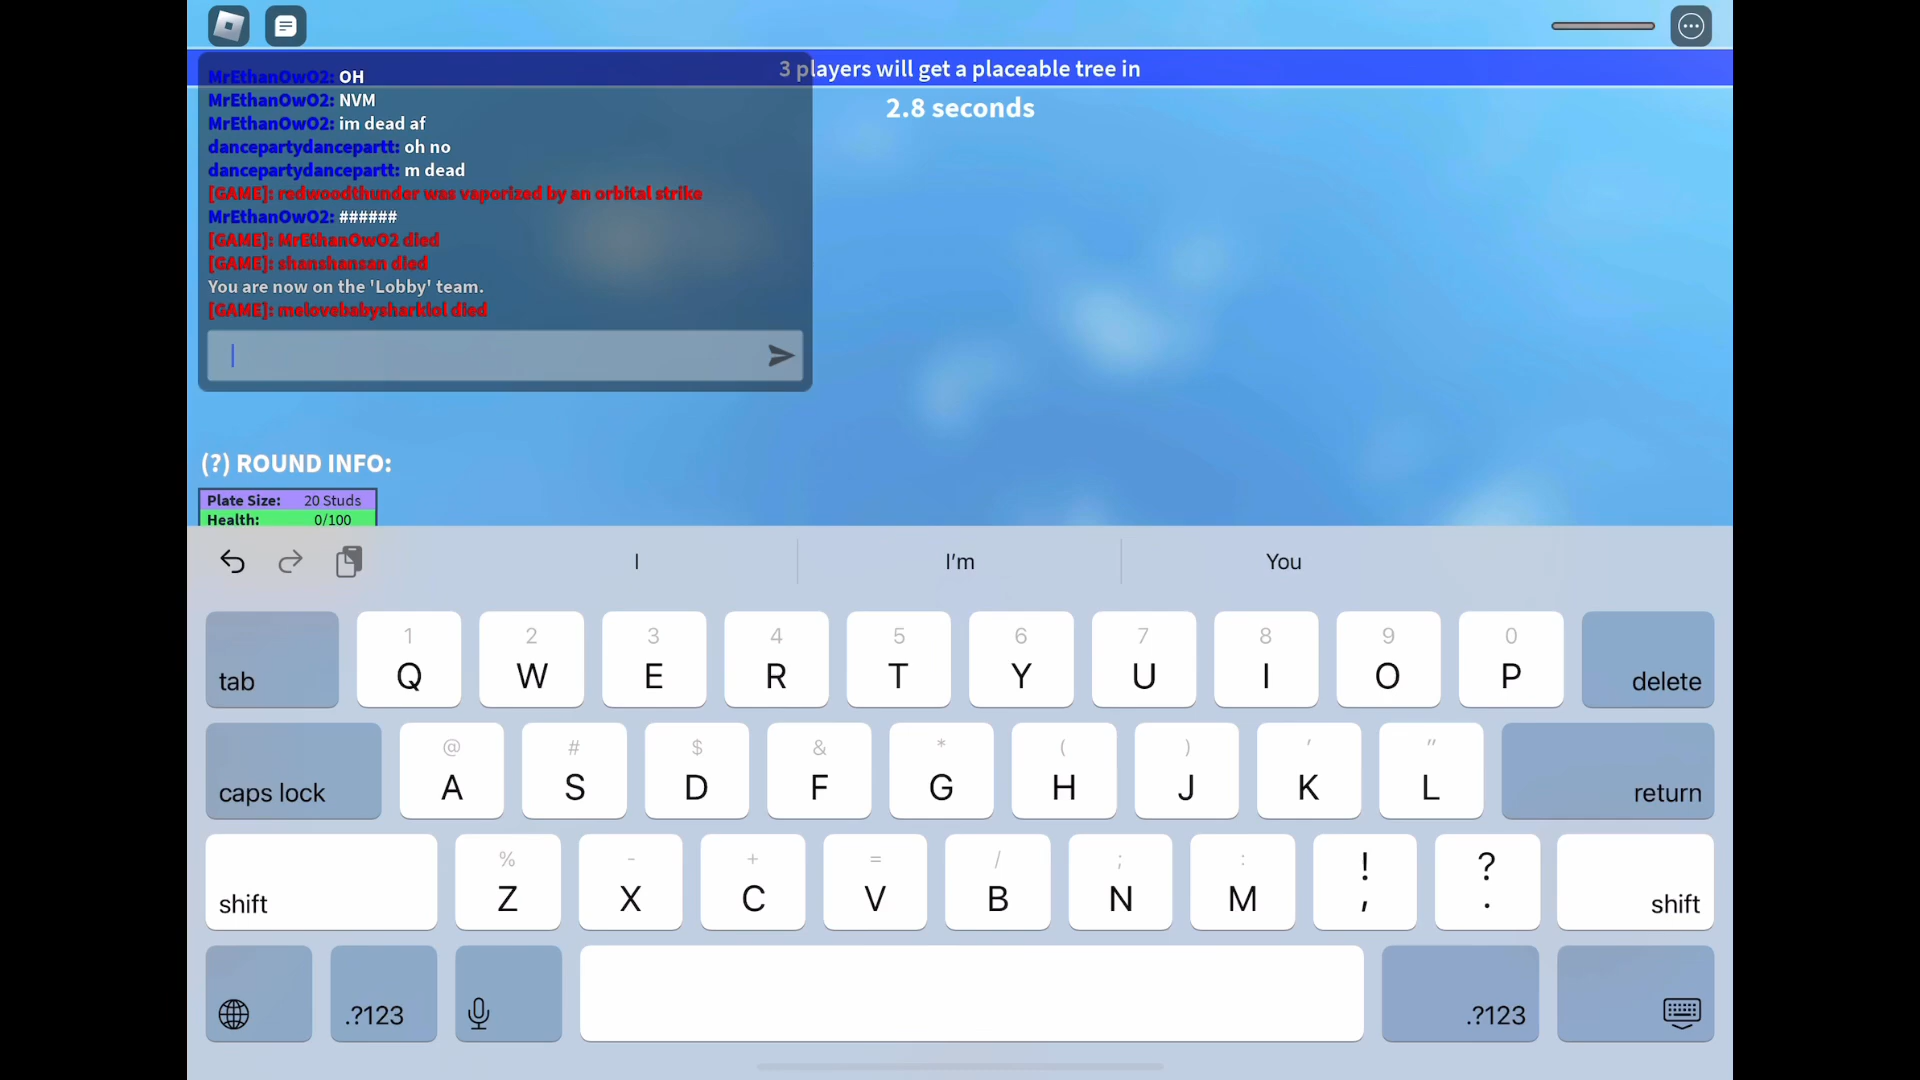 3 players will get a placeable tree in
2.8 seconds
MrEthanOwO2: OH
MrEthanOwO2: NVM
MrEthanOwO2: im dead af
dancepartydancepartt: oh no
dancepartydancepartt: m dead
[GAME]: redwoodthunder was vaporized by an orbital strike
MrEthanOwO2: ######
[GAME]: MrEthanOwO2 died
[GAME]: shanshansan died
You are now on the 'Lobby' team.
[GAME]: melovebabysharklol died
(?) ROUND INFO:
Plate Size: 20 Studs
Health: 0/100
I I'm You
tab 1 Q 2 W 3 E 4 R 5 T 6 Y 7 U 8 I 9 O 0 P delete
caps lock @ A # S $ D & F * G ( H ) J ' K " L return
shift % Z - X + C = V / B ; N : M ! , ? . shift
.?123 .?123